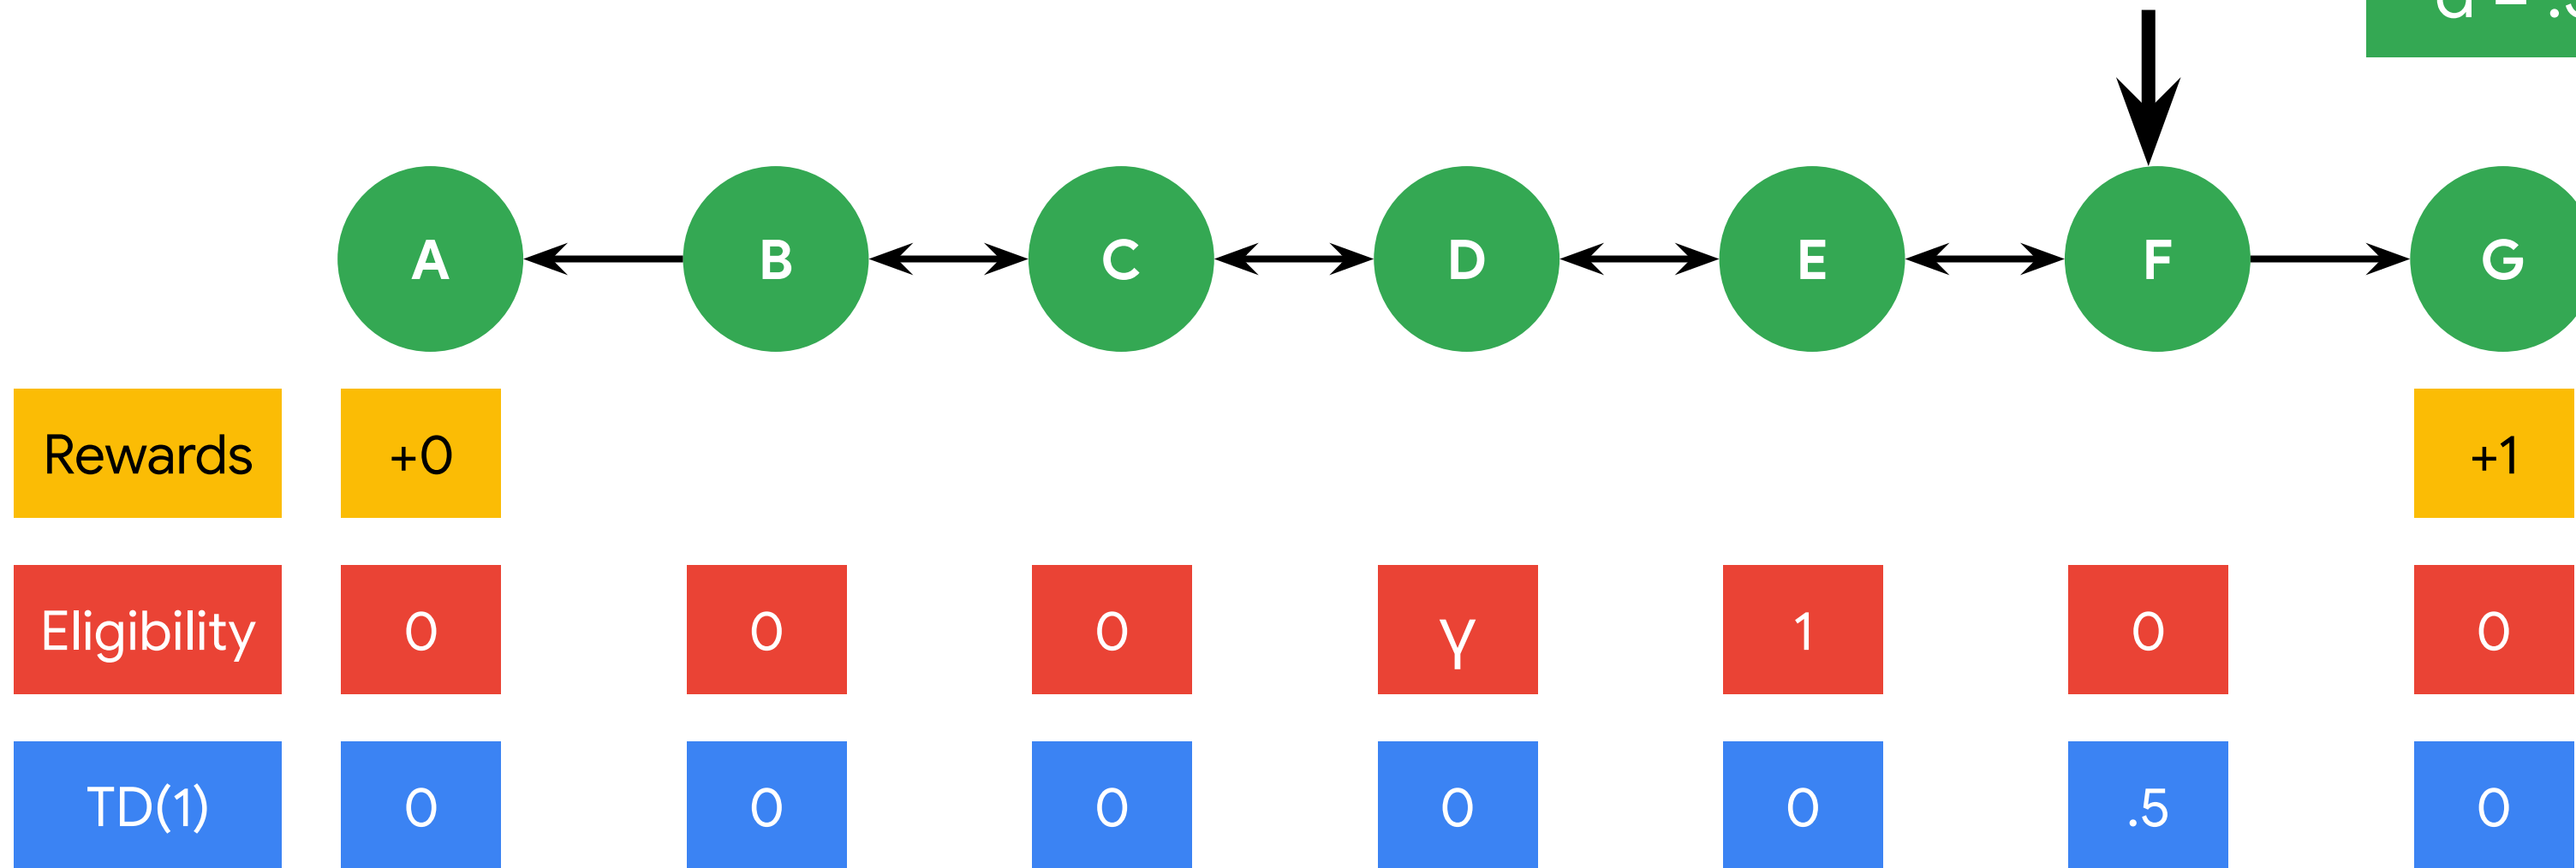 A B C D E F G
Rewards +0 +1
Eligibility 0 0 0 γ 1 0 0
TD(1) 0 0 0 0 0 .5 0